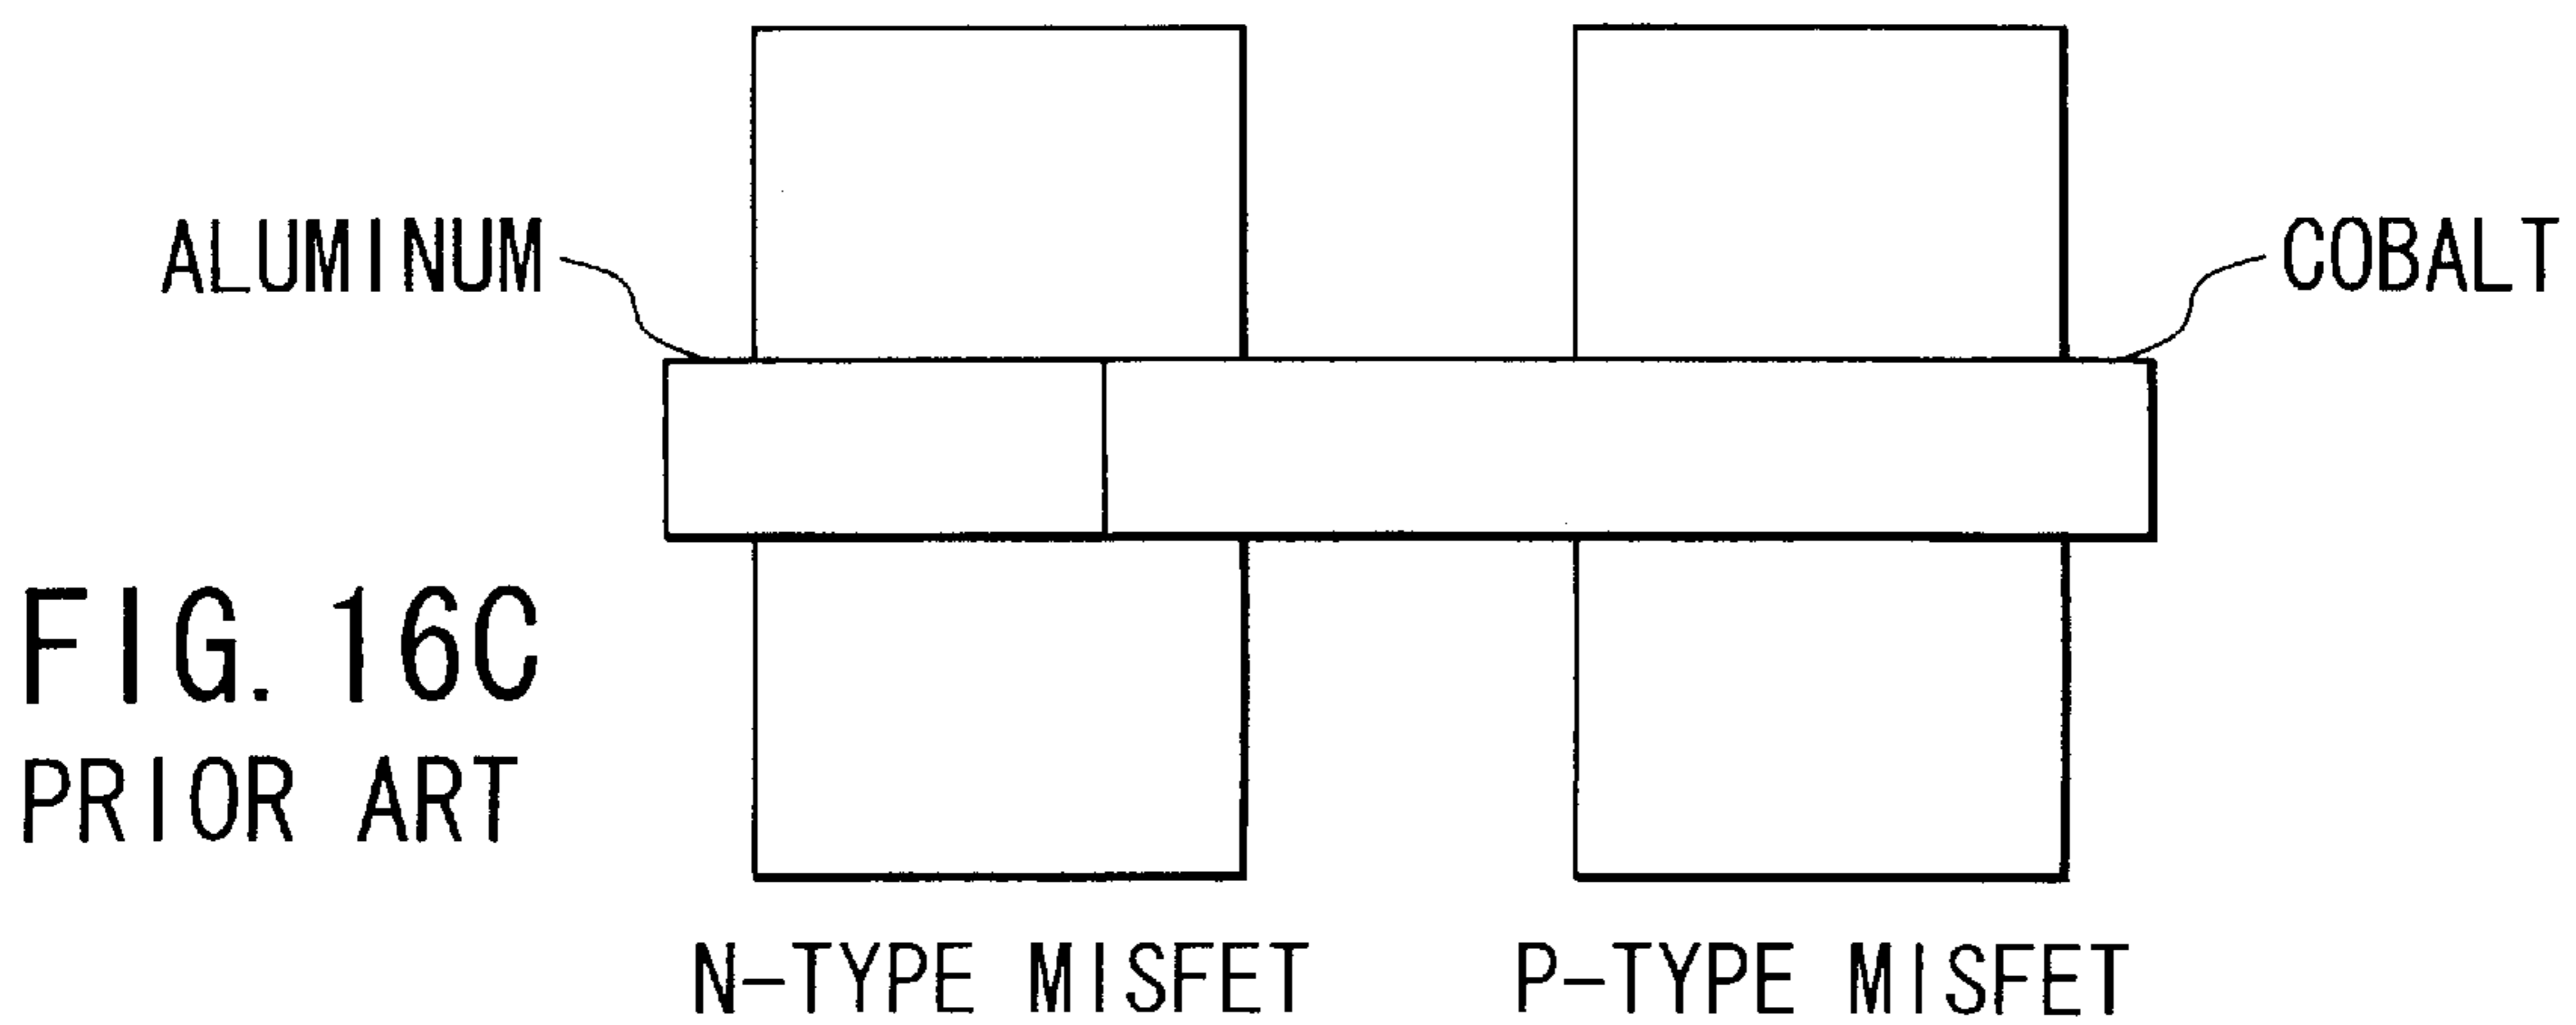 ALUMINUM
COBALT
FIG. 16C
PRIOR ART
N-TYPE MISFET
P-TYPE MISFET